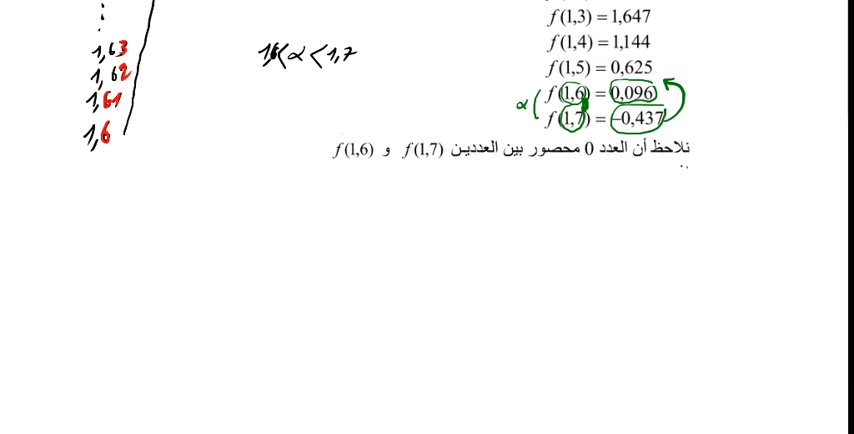 f(1,3) = 1,647
f(1,4) = 1,144
f(1,5) = 0,625
α ( f(1,6) = 0,096
f(1,7) = -0,437
نلاحظ أن العدد 0 محصور بين العددين f(1,7) و f(1,6)
1,6 < α < 1,7
1,63
1,62
1,61
1,6